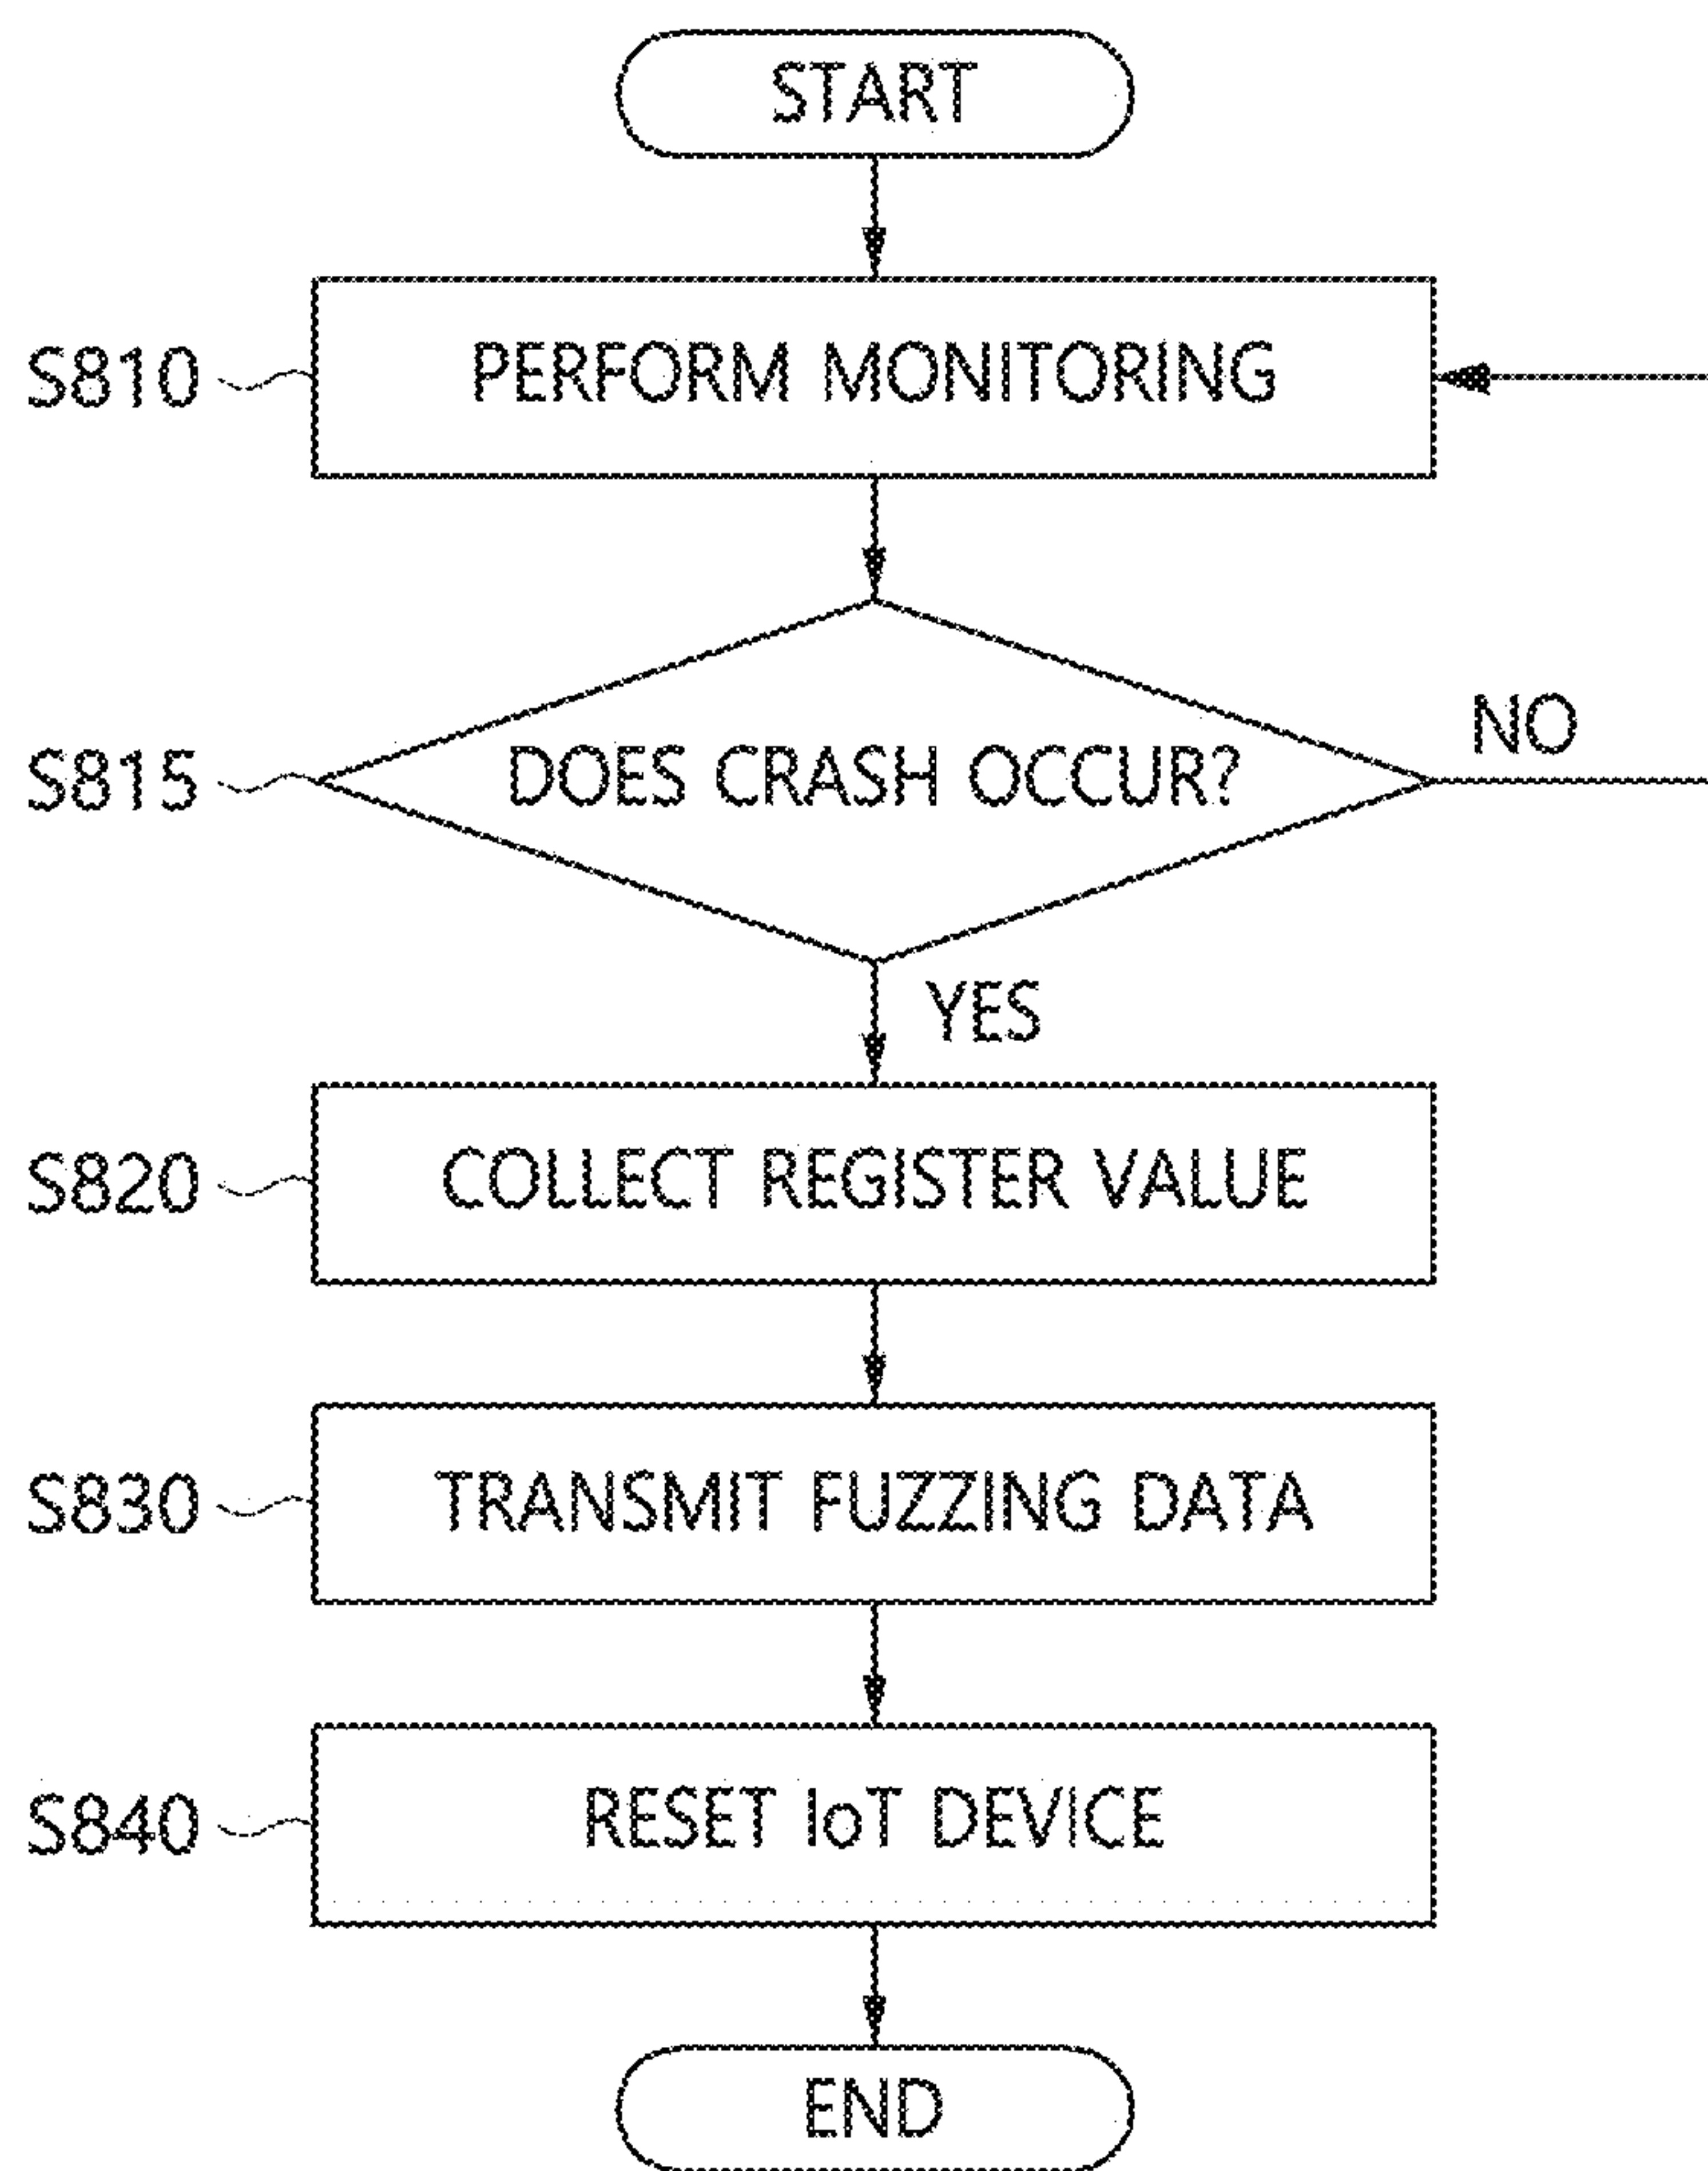 START
S810 PERFORM MONITORING
NO
S815 DOES CRASH OCCUR?
YES
S820 COLLECT REGISTER VALUE
S830 TRANSMIT FUZZING DATA
S840 RESET IoT DEVICE
END